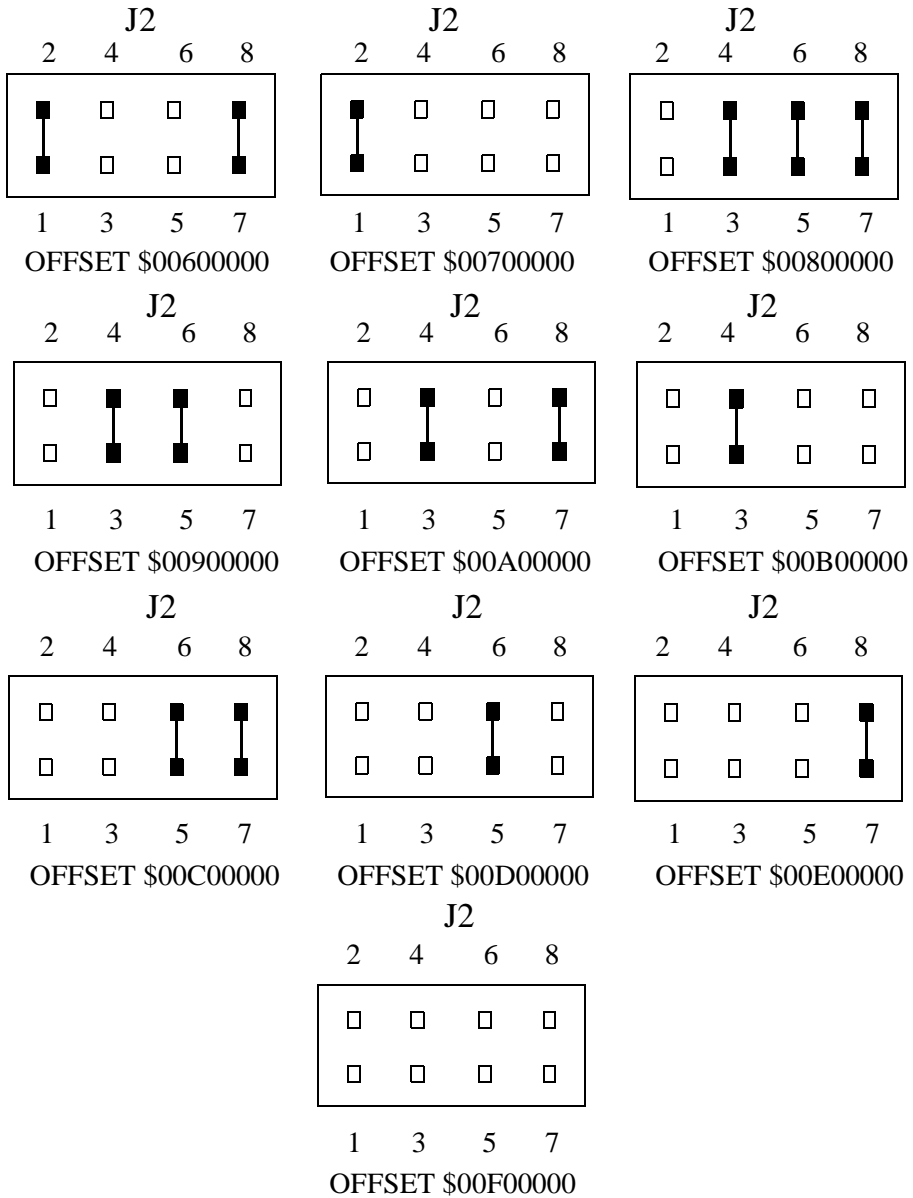 J2 J2 J2
2 4 6 8 2 4 6 8 2 4 6 8
1 3 5 7 1 3 5 7 1 3 5 7
OFFSET $00600000 OFFSET $00700000 OFFSET $00800000
J2 J2 J2
2 4 6 8 2 4 6 8 2 4 6 8
1 3 5 7 1 3 5 7 1 3 5 7
OFFSET $00900000 OFFSET $00A00000 OFFSET $00B00000
J2 J2 J2
2 4 6 8 2 4 6 8 2 4 6 8
1 3 5 7 1 3 5 7 1 3 5 7
OFFSET $00C00000 OFFSET $00D00000 OFFSET $00E00000
J2
2 4 6 8
1 3 5 7
OFFSET $00F00000